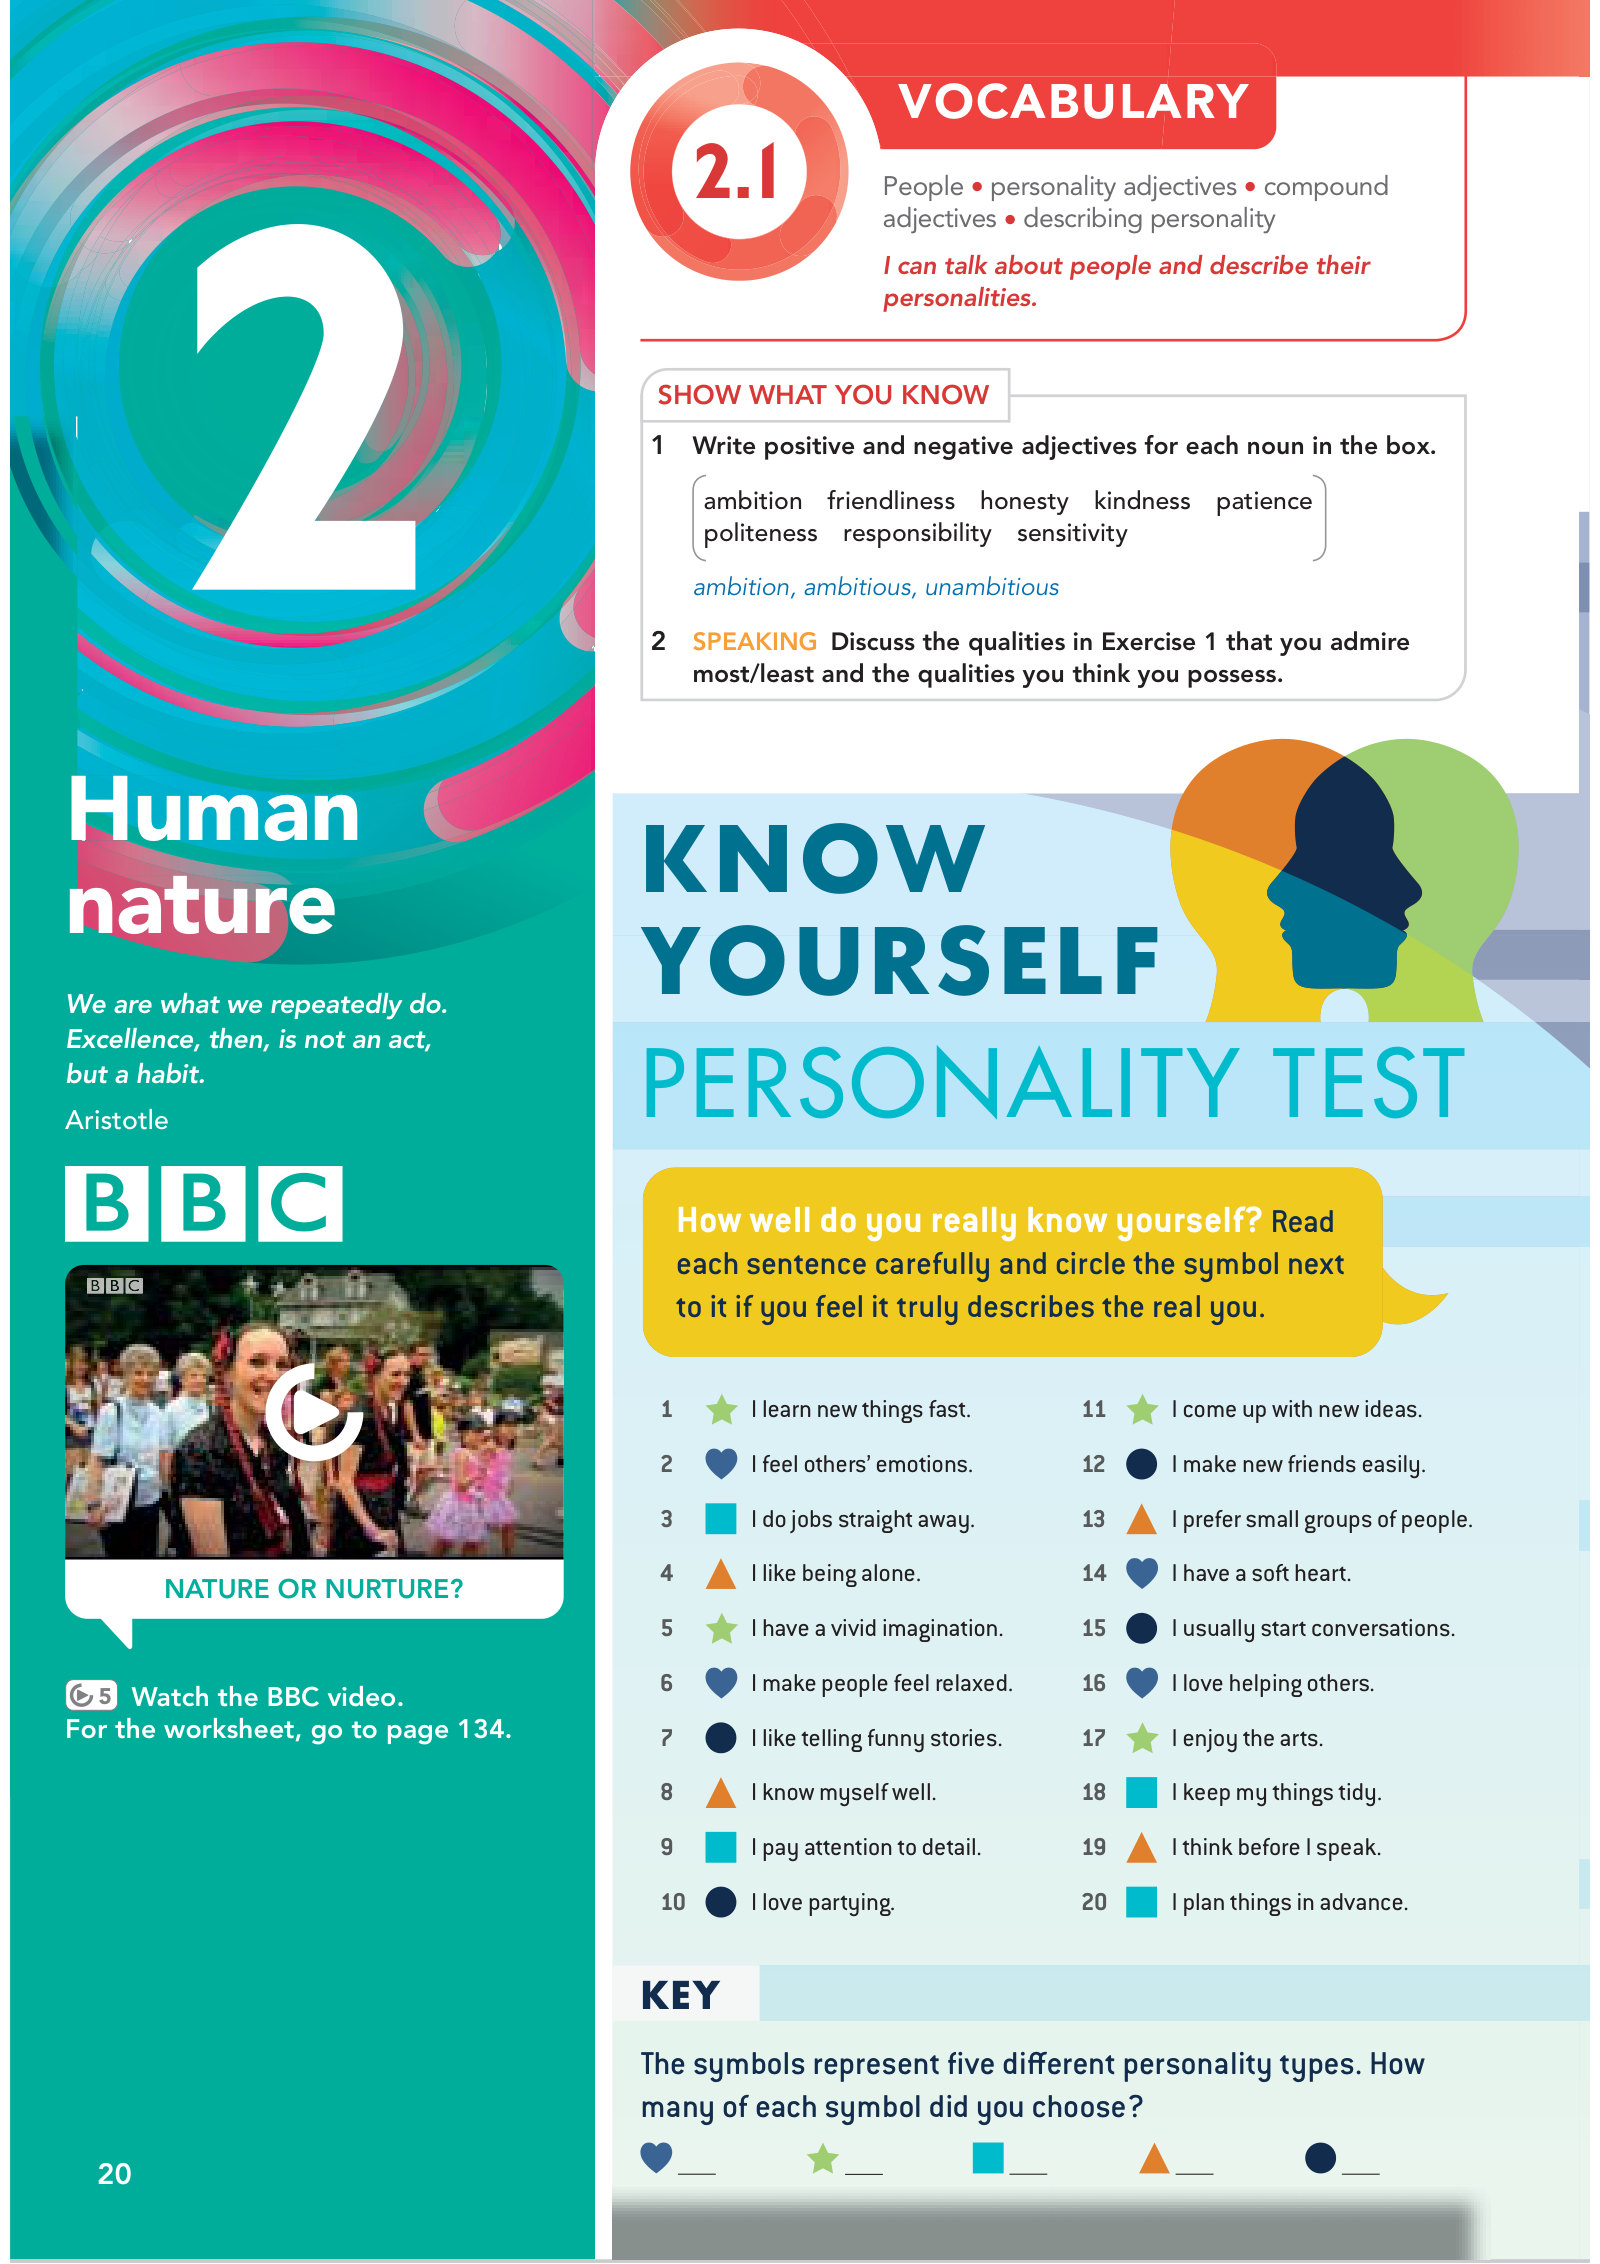 2
Human
nature
We are what we repeatedly do.
Excellence, then, is not an act,
but a habit.
Aristotle
BBC
BBC
NATURE OR NURTURE?
5 Watch the BBC video.
For the worksheet, go to page 134.
20
2.1
VOCABULARY
People • personality adjectives • compound
adjectives • describing personality
I can talk about people and describe their
personalities.
SHOW WHAT YOU KNOW
1 Write positive and negative adjectives for each noun in the box.
ambition friendliness honesty kindness patience
politeness responsibility sensitivity
ambition, ambitious, unambitious
2 SPEAKING Discuss the qualities in Exercise 1 that you admire
most/least and the qualities you think you possess.
KNOW
YOURSELF
PERSONALITY TEST
How well do you really know yourself? Read
each sentence carefully and circle the symbol next
to it if you feel it truly describes the real you.
1 I learn new things fast.
2 I feel others' emotions.
3 I do jobs straight away.
4 I like being alone.
5 I have a vivid imagination.
6 I make people feel relaxed.
7 I like telling funny stories.
8 I know myself well.
9 I pay attention to detail.
10 I love partying.
11 I come up with new ideas.
12 I make new friends easily.
13 I prefer small groups of people.
14 I have a soft heart.
15 I usually start conversations.
16 I love helping others.
17 I enjoy the arts.
18 I keep my things tidy.
19 I think before I speak.
20 I plan things in advance.
KEY
The symbols represent five different personality types. How
many of each symbol did you choose?